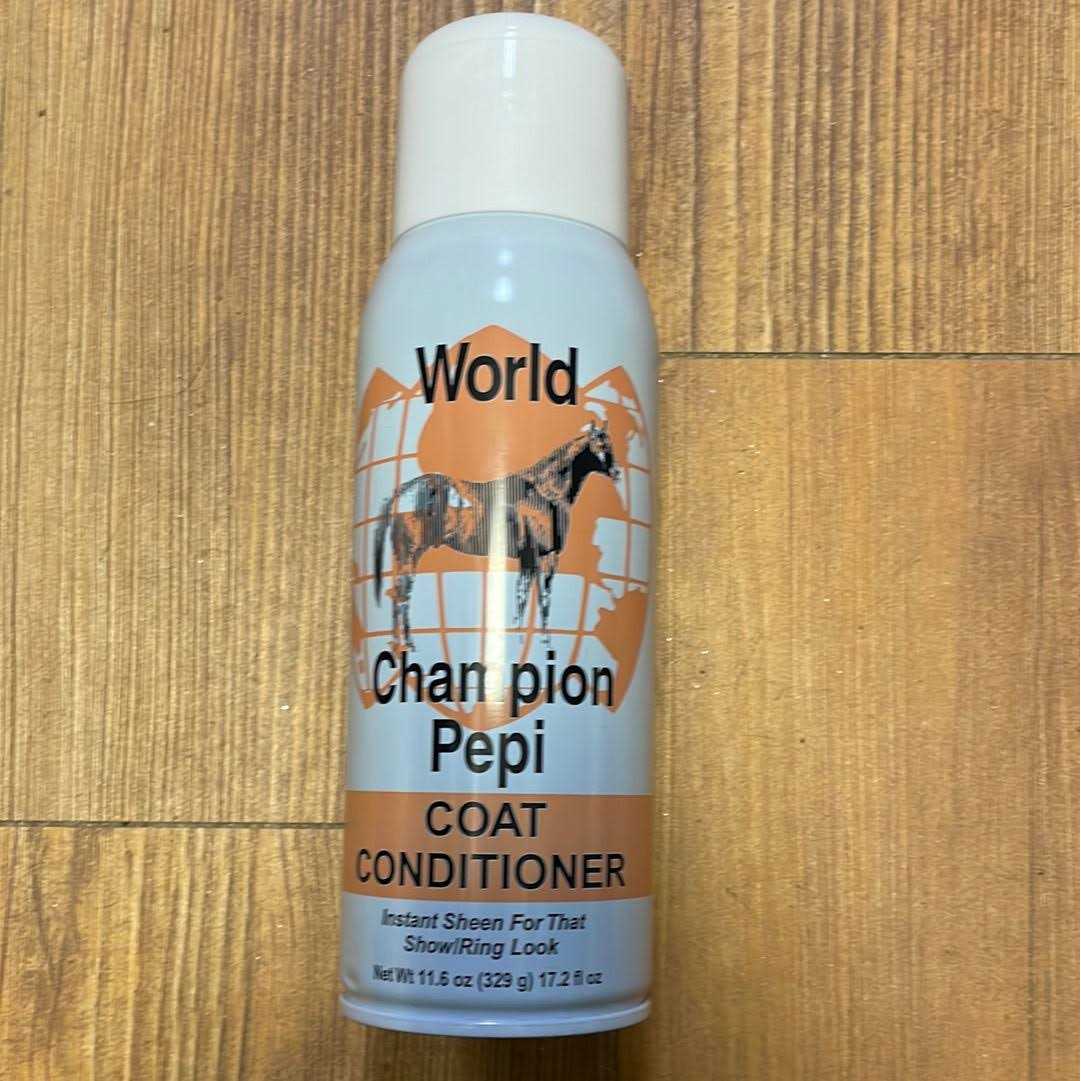 World
Champion
Pepi
COAT
CONDITIONER
Instant Sheen For That
Show/Ring Look
Net Wt 11.6 oz (329 g) 17.2 fl oz